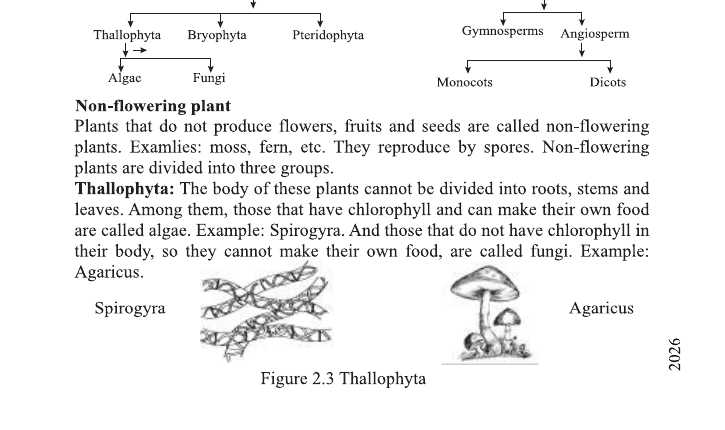 Thallophyta Bryophyta Pteridophyta Gymnosperms Angiosperm
Algae Fungi Monocots Dicots
Non-flowering plant
Plants that do not produce flowers, fruits and seeds are called non-flowering
plants. Examlies: moss, fern, etc. They reproduce by spores. Non-flowering
plants are divided into three groups.
Thallophyta: The body of these plants cannot be divided into roots, stems and
leaves. Among them, those that have chlorophyll and can make their own food
are called algae. Example: Spirogyra. And those that do not have chlorophyll in
their body, so they cannot make their own food, are called fungi. Example:
Agaricus.
Spirogyra Agaricus
Figure 2.3 Thallophyta
2026